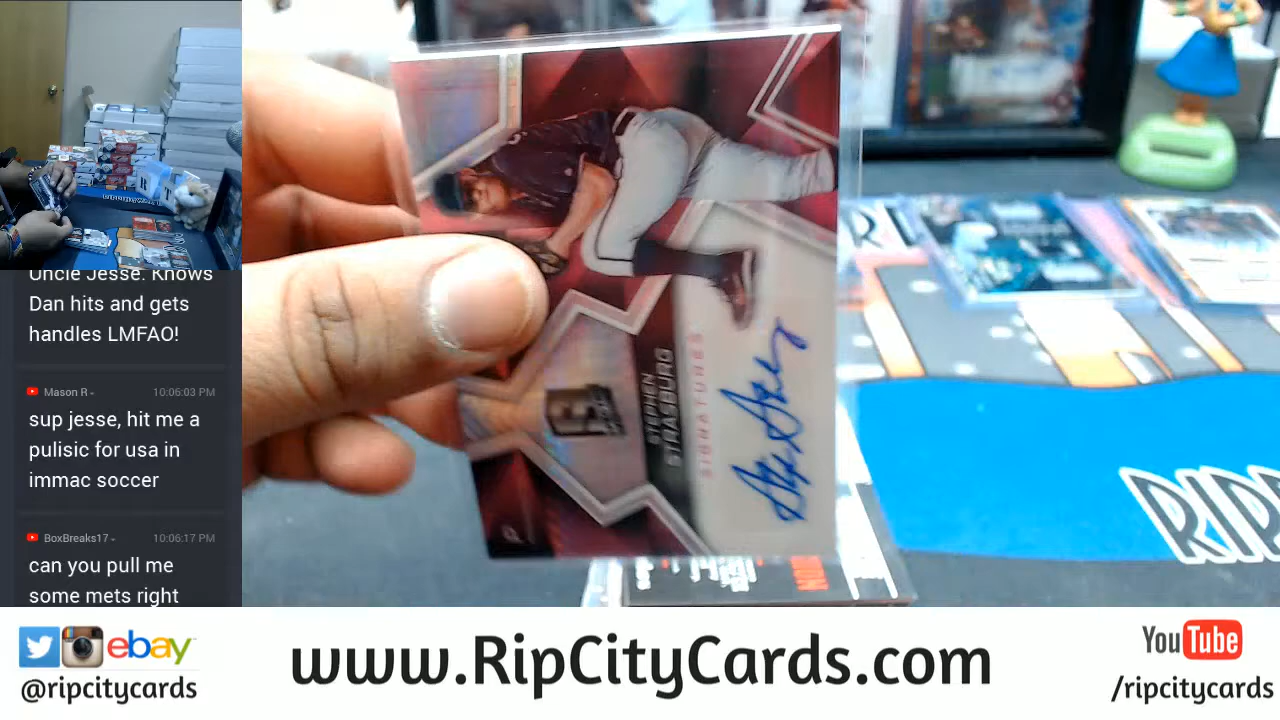 Uncle Jesse. Knows
Dan hits and gets
handles LMFAO!
Mason R
10:06:03 PM
sup jesse, hit me a
pulisic for usa in
immac soccer
BoxBreaks17
10:06:17 PM
can you pull me
some mets right
STEPHEN
STRASBURG
SIGNATURES
P
RIP
ebay
@ripcitycards
www.RipCityCards.com
YouTube
/ripcitycards